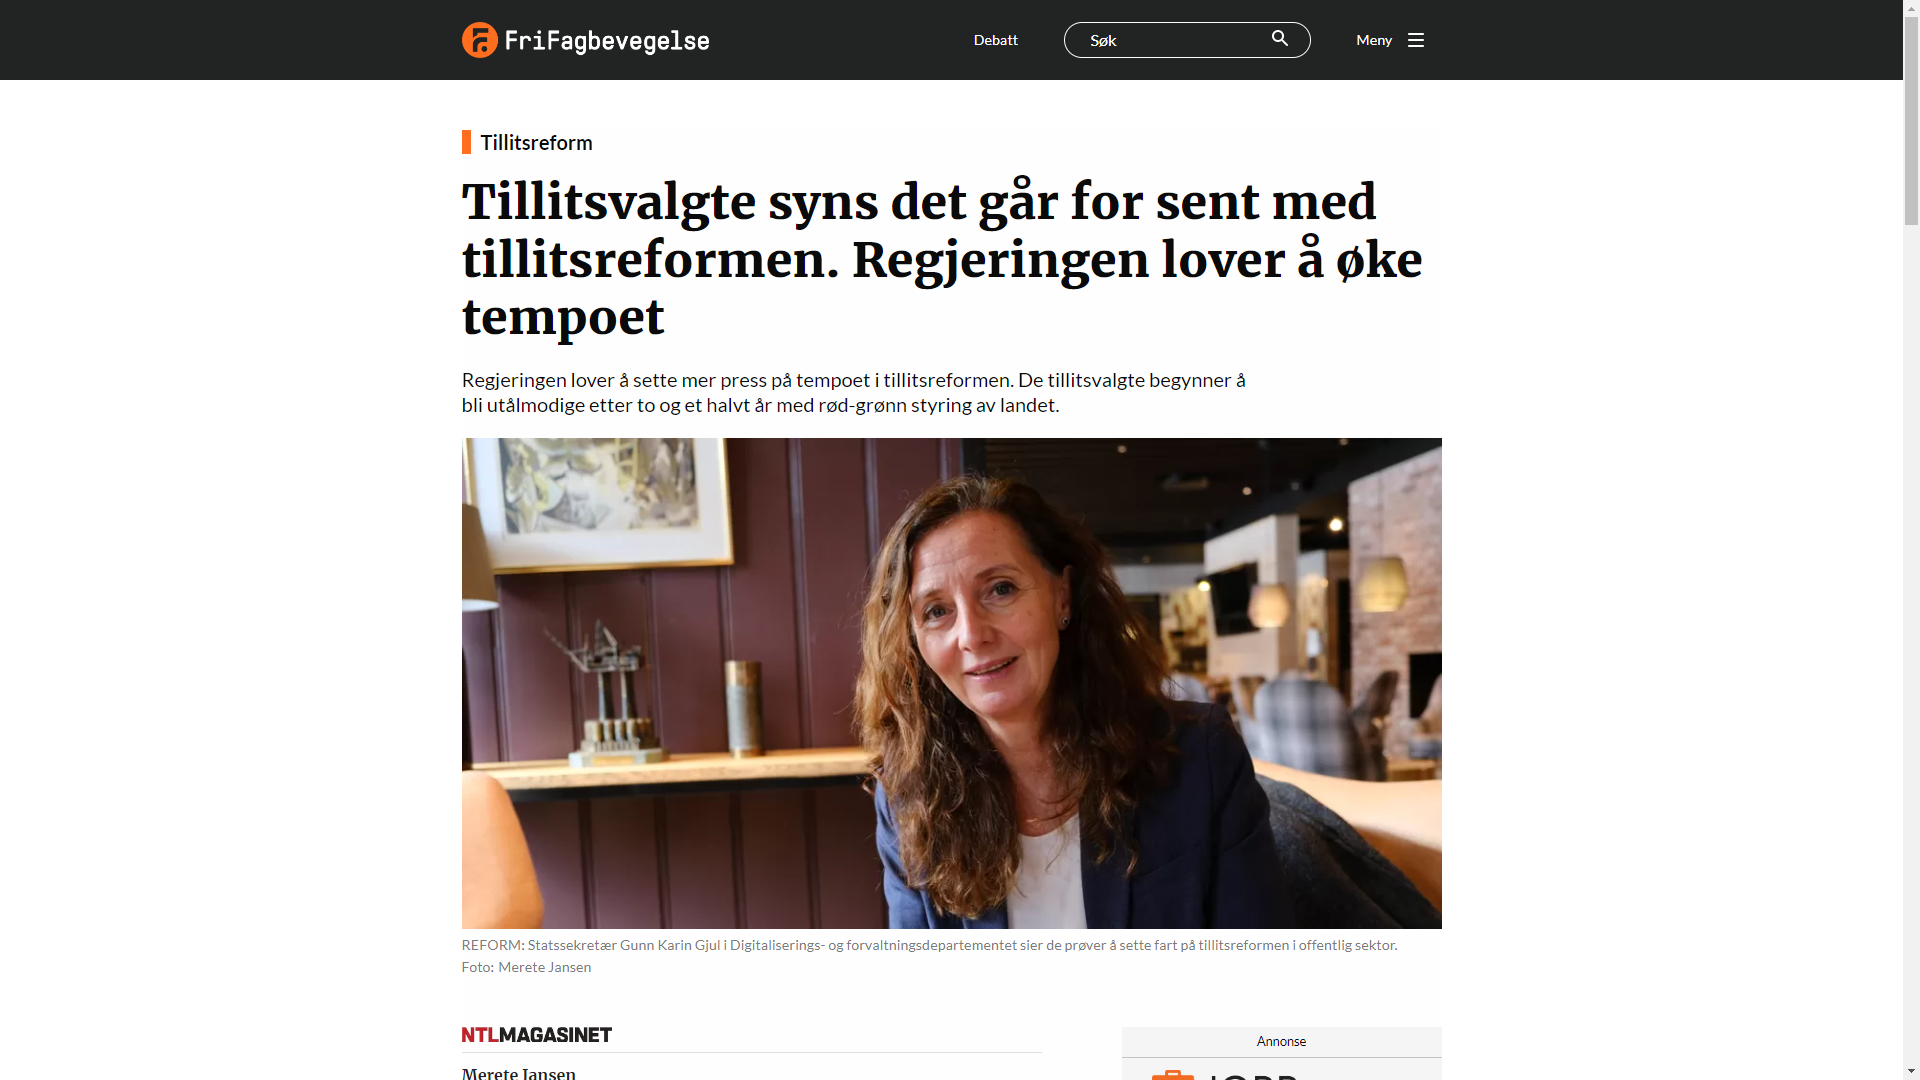 FriFagbevegelse
Debatt
Søk
Meny
Tillitsreform
Tillitsvalgte syns det går for sent med
tillitsreformen. Regjeringen lover å øke
tempoet
Regjeringen lover å sette mer press på tempoet i tillitsreformen. De tillitsvalgte begynner å
bli utålmodige etter to og et halvt år med rød-grønn styring av landet.
REFORM: Statssekretær Gunn Karin Gjul i Digitaliserings- og forvaltningsdepartementet sier de prøver å sette fart på tillitsreformen i offentlig sektor.
Foto: Merete Jansen
NTLMAGASINET
Merete Jansen
Annonse